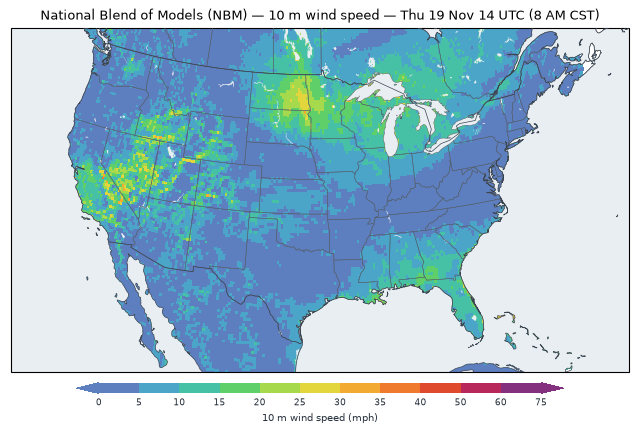 National Blend of Models (NBM) — 10 m wind speed — Thu 19 Nov 14 UTC (8 AM CST)
0 5 10 15 20 25 30 35 40 50 60 75
10 m wind speed (mph)